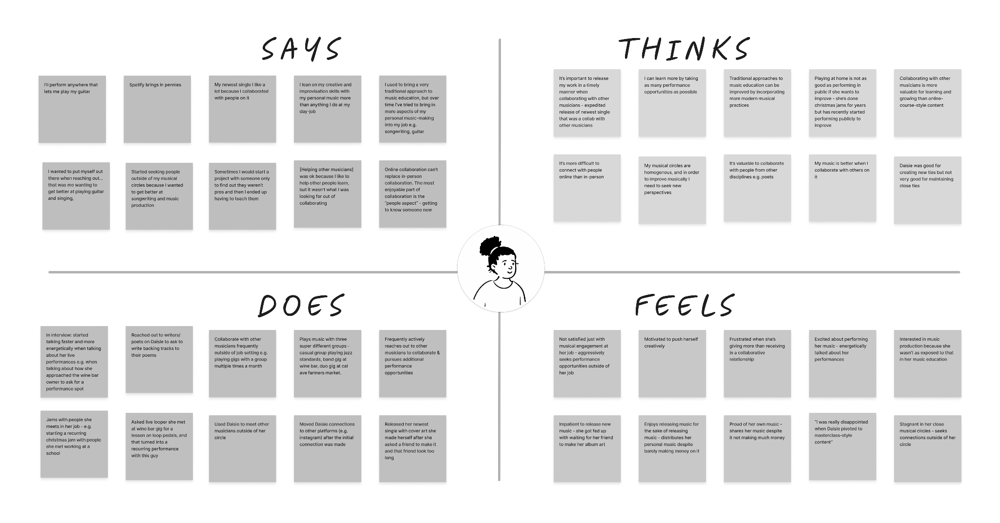 SAYS
I'll perform anywhere that
lets me play my guitar
Spotify brings in pennies
My newest single I like a
lot because I collaborated
with people on it
I lean on my creative and
improvisation skills with
my personal music more
than anything I do at my
day-job
I used to bring a very
traditional approach to
music education, but over
time I've tried to bring in
more aspects of my
personal music-making
into my job e.g.
songwriting, guitar
I wanted to put myself out
there when reaching out...
that was me wanting to
get better at playing guitar
and singing,
Started seeking people
outside of my musical
circles because I wanted
to get better at
songwriting and music
production
Sometimes I would start a
project with someone only
to find out they weren't
pros and then I ended up
having to teach them
[Helping other musicians]
was ok because I like to
help other people learn,
but it wasn't what I was
looking for out of
collaborating
Online collaboration can't
replace in-person
collaboration. The most
enjoyable part of
collaboration is the
"people aspect" - getting
to know someone new
THINKS
It's important to release
my work in a timely
manner when
collaborating with other
musicians - expedited
release of newest single
that was a collab with
other musicians
I can learn more by taking
as many performance
opportunities as possible
Traditional approaches to
music education can be
improved by incorporating
more modern musical
practices
Playing at home is not as
good as performing in
public if she wants to
improve - she's done
christmas jams for years
but has recently started
performing publicly to
improve
Collaborating with other
musicians is more
valuable for learning and
growing than online-
course-style content
It's more difficult to
connect with people
online than in-person
My musical circles are
homogenous, and in order
to improve musically I
need to seek new
perspectives
It's valuable to collaborate
with people from other
disciplines e.g. poets
My music is better when I
collaborate with others on
it
Daisie was good for
creating new ties but not
very good for maintaining
close ties
DOES
In interview: started
talking faster and more
energetically when talking
about her live
performances e.g. when
talking about how she
approached the wine bar
owner to ask for a
performance spot
Reached out to writers/
poets on Daisie to ask to
write backing tracks to
their poems
Collaborate with other
musicians frequently
outside of job setting e.g.
playing gigs with a group
multiple times a month
Plays music with three
super different groups -
casual group playing jazz
standards, band gig at
wine bar, duo gig at cal
ave farmers market.
Frequently actively
reaches out to other
musicians to collaborate &
pursues additional
performance
opportunities
Jams with people she
meets in her job - e.g.
starting a recurring
christmas jam with people
she met working at a
school
Asked live looper she met
at wine bar gig for a
lesson on loop pedals, and
that turned into a
recurring performance
with this guy
Used Daisie to meet other
musicians outside of her
circle
Moved Daisie connections
to other platforms (e.g.
instagram) after the initial
connection was made
Released her newest
single with cover art she
made herself after she
asked a friend to make it
and that friend took too
long
FEELS
Not satisfied just with
musical engagement at
her job - aggressively
seeks performance
opportunities outside of
her job
Motivated to push herself
creatively
Frustrated when she's
giving more than receiving
in a collaborative
relationship
Excited about performing
her music - energetically
talked about her
performances
Interested in music
production because she
wasn't as exposed to that
in her music education
Impatient to release new
music - she got fed up
with waiting for her friend
to make her album art
Enjoys releasing music for
the sake of releasing
music - distributes her
personal music despite
barely making money on it
Proud of her own music -
shares her music despite
it not making much money
"I was really disappointed
when Daisie pivoted to
masterclass-style
content"
Stagnant in her close
musical circles - seeks
connections outside of her
circle